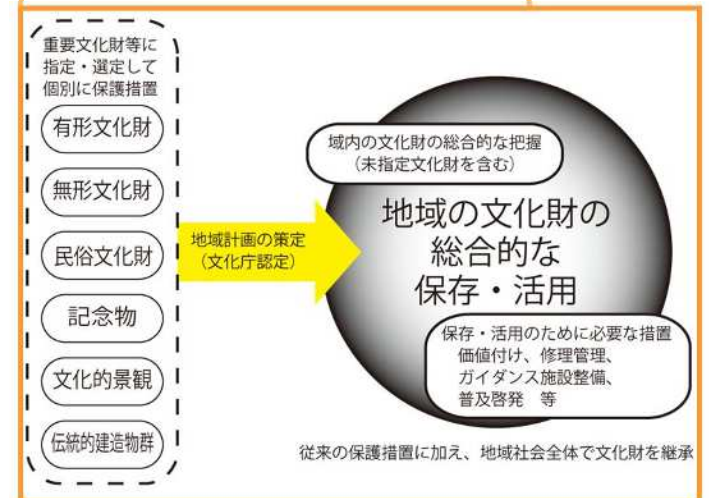 重要文化財等に
指定・選定して
個別に保護措置
有形文化財
無形文化財
民俗文化財
記念物
文化的景観
伝統的建造物群
地域計画の策定
(文化庁認定)
域内の文化財の総合的な把握
(未指定文化財を含む)
地域の文化財の
総合的な
保存・活用
保存・活用のために必要な措置
価値付け、修理管理、
ガイダンス施設整備、
普及啓発 等
従来の保護措置に加え、地域社会全体で文化財を継承